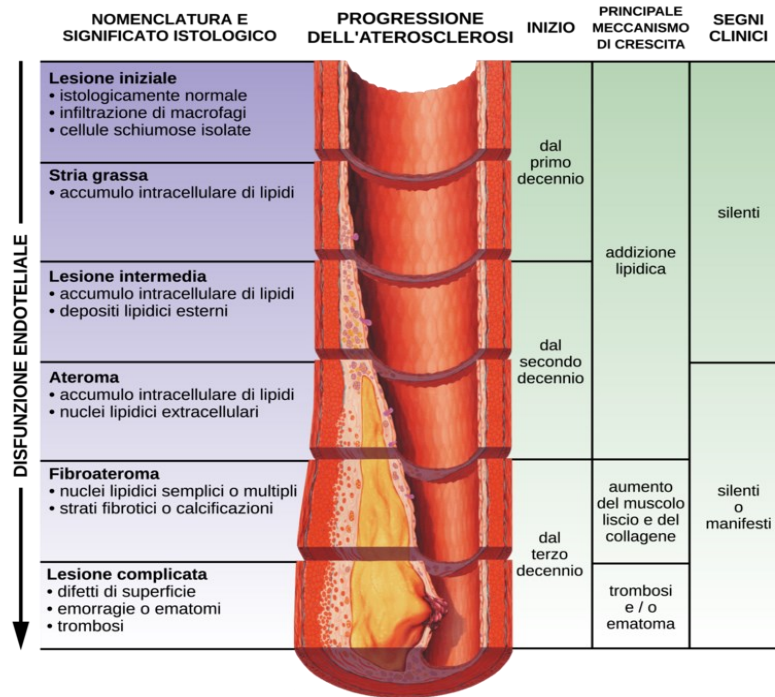 NOMENCLATURA E
SIGNIFICATO ISTOLOGICO
PROGRESSIONE
DELL'ATEROSCLEROSI
INIZIO
PRINCIPALE
MECCANISMO
DI CRESCITA
SEGNI
CLINICI
DISFUNZIONE ENDOTELIALE
Lesione iniziale
• istologicamente normale
• infiltrazione di macrofagi
• cellule schiumose isolate
Stria grassa
• accumulo intracellulare di lipidi
Lesione intermedia
• accumulo intracellulare di lipidi
• depositi lipidici esterni
Ateroma
• accumulo intracellulare di lipidi
• nuclei lipidici extracellulari
Fibroateroma
• nuclei lipidici semplici o multipli
• strati fibrotici o calcificazioni
Lesione complicata
• difetti di superficie
• emorragie o ematomi
• trombosi
dal
primo
decennio
dal
secondo
decennio
dal
terzo
decennio
addizione
lipidica
aumento
del muscolo
liscio e del
collagene
trombosi
e / o
ematoma
silenti
silenti
o
manifesti